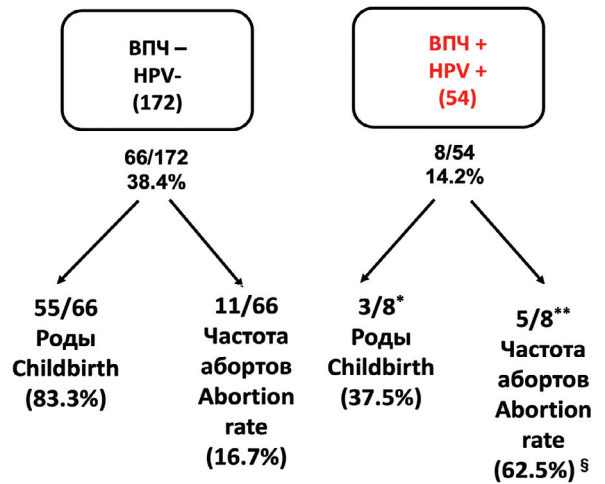 ВПЧ –
HPV-
(172)
ВПЧ +
HPV +
(54)
66/172
38.4%
8/54
14.2%
55/66
Роды
Childbirth
(83.3%)
11/66
Частота
абортов
Abortion
rate
(16.7%)
3/8*
Роды
Childbirth
(37.5%)
5/8**
Частота
абортов
Abortion
rate
(62.5%) §